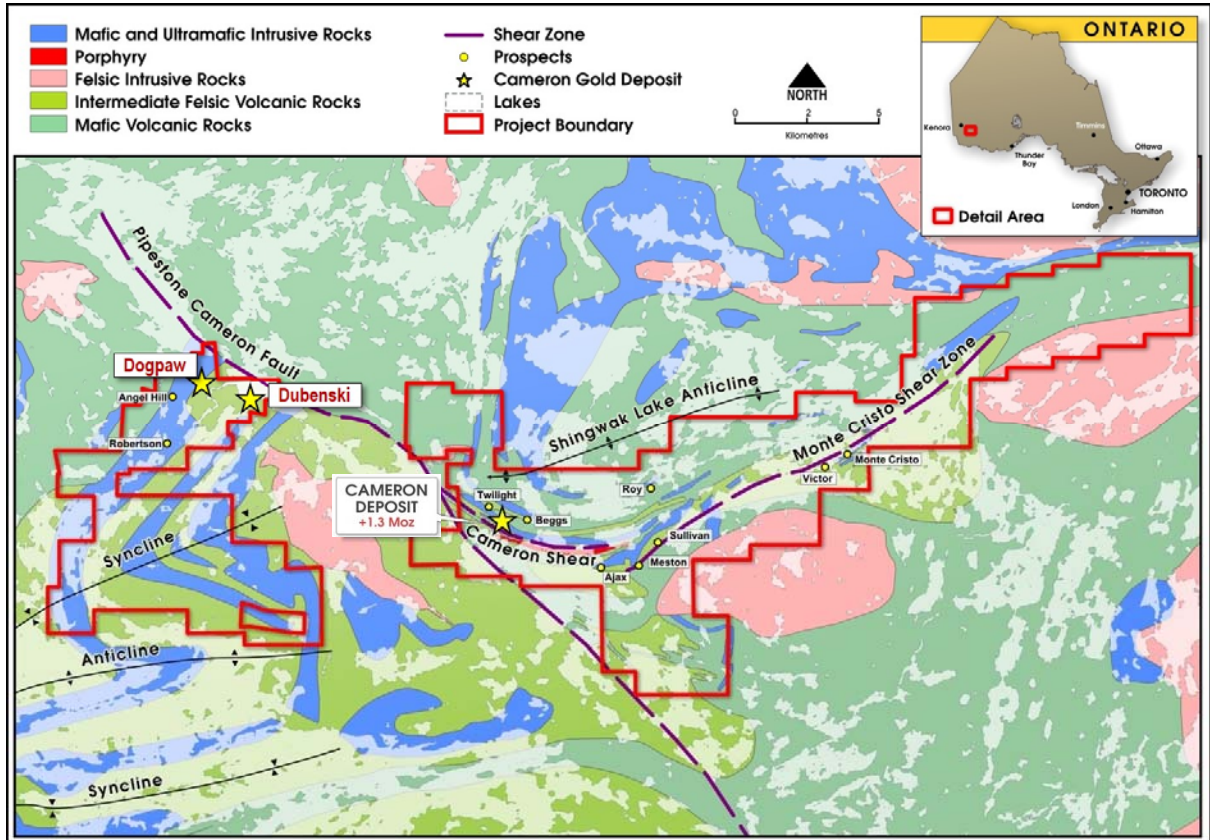 Mafic and Ultramafic Intrusive Rocks
Porphyry
Felsic Intrusive Rocks
Intermediate Felsic Volcanic Rocks
Mafic Volcanic Rocks
Shear Zone
Prospects
Cameron Gold Deposit
Lakes
Project Boundary
NORTH
0 2 5
Kilometres
ONTARIO
Kenora
Timmins
Thunder
Bay
Ottawa
TORONTO
London
Hamilton
Detail Area
Pipestone Cameron Fault
Dogpaw
Angel Hill
Dubenski
Robertson
Shingwak Lake Anticline
Monte Cristo Shear Zone
Monte Cristo
Victor
Roy
CAMERON
DEPOSIT
+1.3 Moz
Twilight
Beggs
Cameron Shear
Sullivan
Meston
Ajax
Syncline
Anticline
Syncline